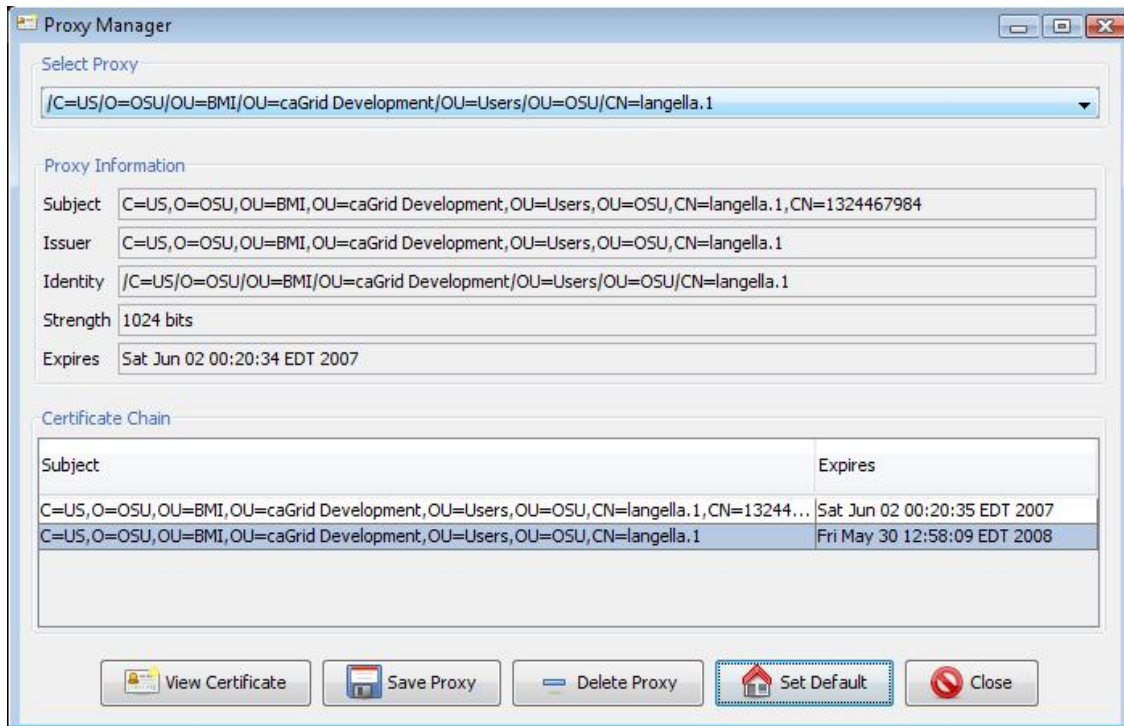 Proxy Manager
Select Proxy
/C=US/O=OSU/OU=BMI/OU=caGrid Development/OU=Users/OU=OSU/CN=langella.1
Proxy Information
Subject C=US,O=OSU,OU=BMI,OU=caGrid Development,OU=Users,OU=OSU,CN=langella.1,CN=1324467984
Issuer C=US,O=OSU,OU=BMI,OU=caGrid Development,OU=Users,OU=OSU,CN=langella.1
Identity /C=US/O=OSU/OU=BMI/OU=caGrid Development/OU=Users/OU=OSU/CN=langella.1
Strength 1024 bits
Expires Sat Jun 02 00:20:34 EDT 2007
Certificate Chain
Subject Expires
C=US,O=OSU,OU=BMI,OU=caGrid Development,OU=Users,OU=OSU,CN=langella.1,CN=13244... Sat Jun 02 00:20:35 EDT 2007
C=US,O=OSU,OU=BMI,OU=caGrid Development,OU=Users,OU=OSU,CN=langella.1 Fri May 30 12:58:09 EDT 2008
View Certificate Save Proxy Delete Proxy Set Default Close